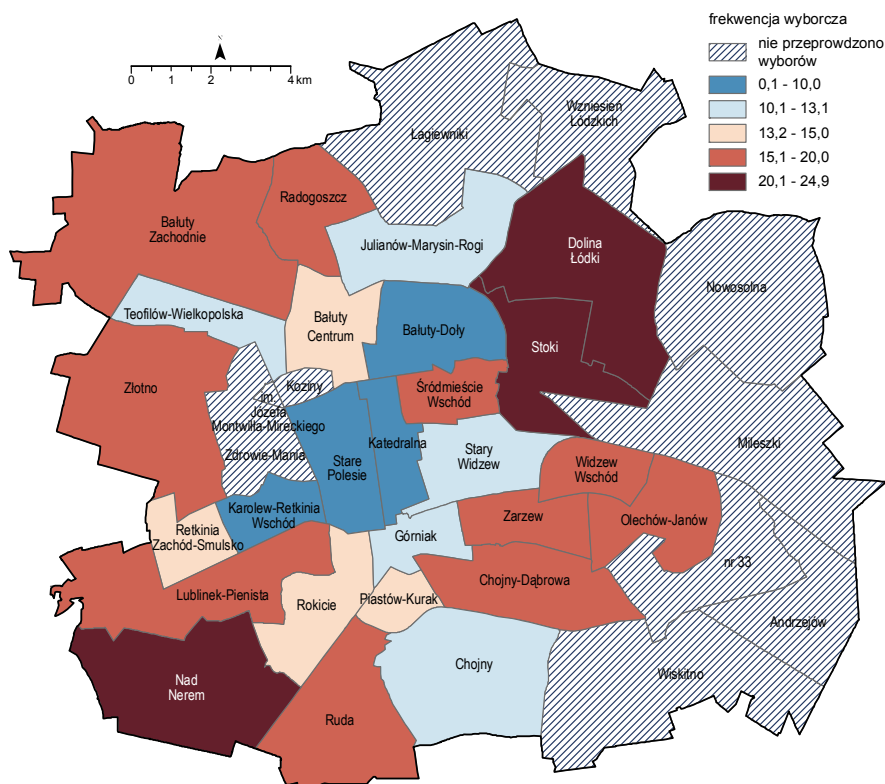 frekwencja wyborcza
nie przeprwdzono
wyborów
0,1 - 10,0
10,1 - 13,1
13,2 - 15,0
15,1 - 20,0
20,1 - 24,9
0 1 2 4 km
Łagiewniki
Wzniesień
Łódzkich
Radogoszcz
Bałuty
Zachodnie
Julianów-Marysin-Rogi
Dolina
Łódki
Nowosolna
Teofilów-Wielkopolska
Bałuty
Centrum
Bałuty-Doły
Stoki
Złotno
Koziny
Śródmieście
Wschód
im.
Józefa
Montwiłła-Mireckiego
Zdrowie-Mania
Katedralna
Stare
Polesie
Stary
Widzew
Mileszki
Widzew
Wschód
Karolew-Retkinia
Wschód
Retkinia
Zachód-Smulsko
Górniak
Zarzew
Olechów-Janów
nr 33
Lublinek-Pienista
Rokicie
Piastów-Kurak
Chojny-Dąbrowa
Andrzejów
Nad
Nerem
Chojny
Wiskitno
Ruda